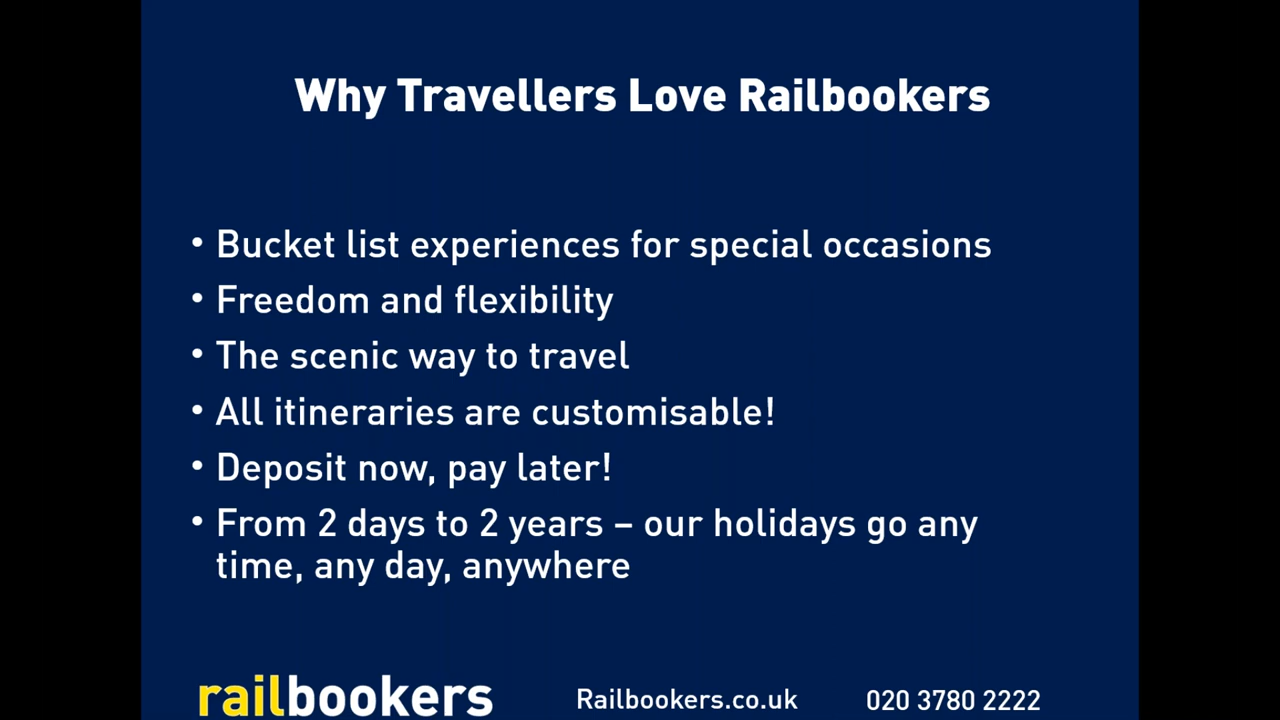 Why Travellers Love Railbookers
• Bucket list experiences for special occasions
• Freedom and flexibility
• The scenic way to travel
• All itineraries are customisable!
• Deposit now, pay later!
• From 2 days to 2 years – our holidays go any
time, any day, anywhere
railbookers Railbookers.co.uk 020 3780 2222